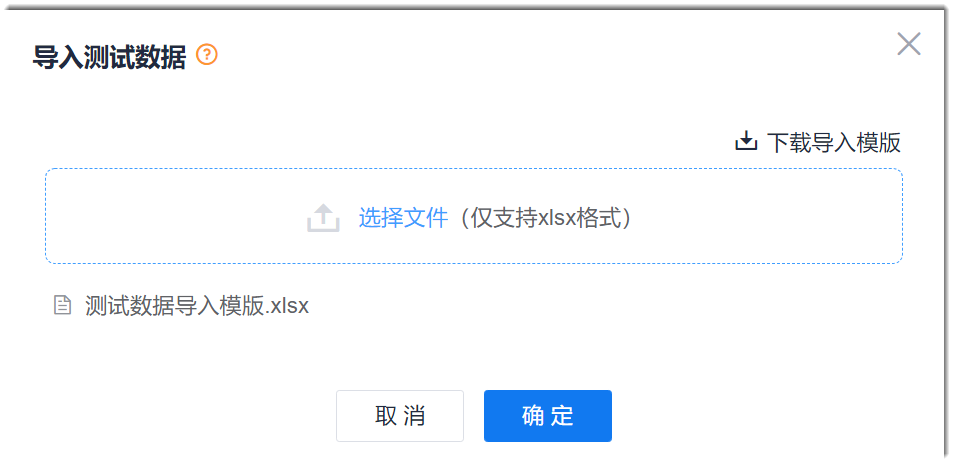 导入测试数据 ?
下载导入模版
选择文件（仅支持xlsx格式）
测试数据导入模版.xlsx
取 消 确 定